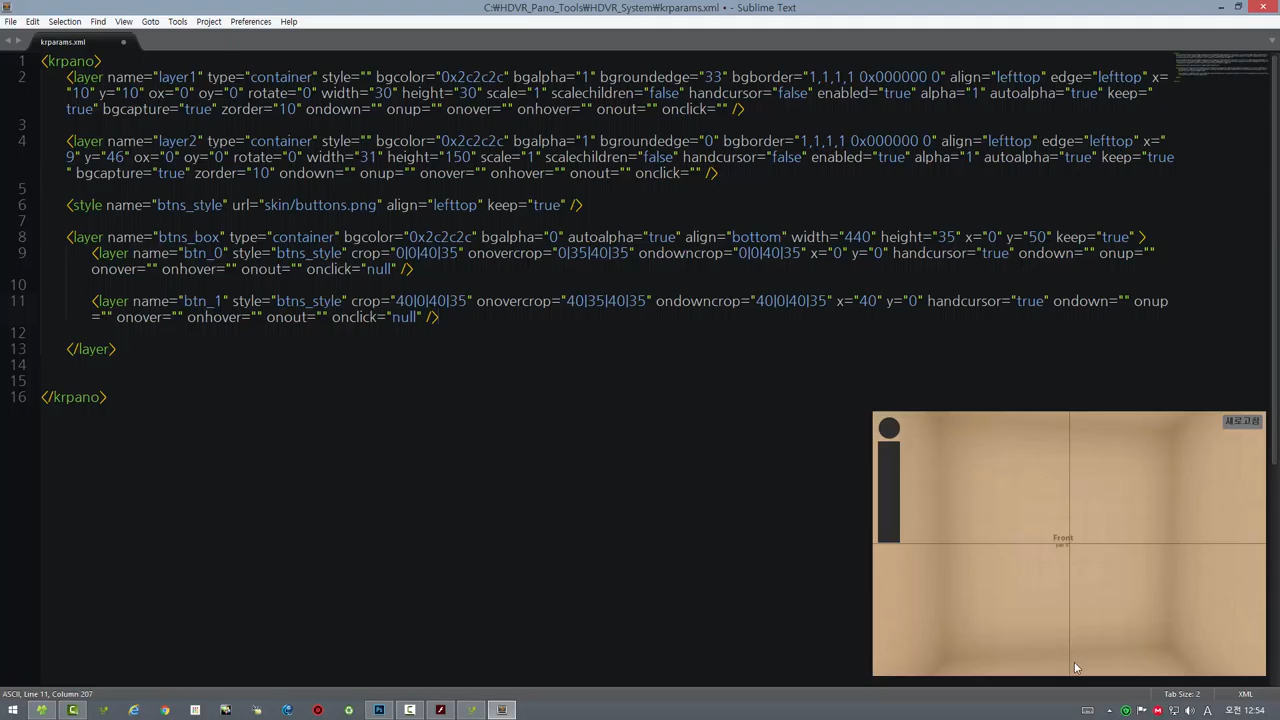 C:₩HDVR_Pano_Tools₩HDVR_System₩krparams.xml • - Sublime Text
File Edit Selection Find View Goto Tools Project Preferences Help
krparams.xml
1 <krpano>
2 <layer name="layer1" type="container" style="" bgcolor="0x2c2c2c" bgalpha="1" bgroundedge="33" bgborder="1,1,1,1 0x000000 0" align="lefttop" edge="lefttop" x=
"10" y="10" ox="0" oy="0" rotate="0" width="30" height="30" scale="1" scalechildren="false" handcursor="false" enabled="true" alpha="1" autoalpha="true" keep="
true" bgcapture="true" zorder="10" ondown="" onup="" onover="" onhover="" onout="" onclick="" />
3
4 <layer name="layer2" type="container" style="" bgcolor="0x2c2c2c" bgalpha="1" bgroundedge="0" bgborder="1,1,1,1 0x000000 0" align="lefttop" edge="lefttop" x="
9" y="46" ox="0" oy="0" rotate="0" width="31" height="150" scale="1" scalechildren="false" handcursor="false" enabled="true" alpha="1" autoalpha="true" keep="true
" bgcapture="true" zorder="10" ondown="" onup="" onover="" onhover="" onout="" onclick="" />
5
6 <style name="btns_style" url="skin/buttons.png" align="lefttop" keep="true" />
7
8 <layer name="btns_box" type="container" bgcolor="0x2c2c2c" bgalpha="0" autoalpha="true" align="bottom" width="440" height="35" x="0" y="50" keep="true" >
9 <layer name="btn_0" style="btns_style" crop="0|0|40|35" onovercrop="0|35|40|35" ondowncrop="0|0|40|35" x="0" y="0" handcursor="true" ondown="" onup=""
onover="" onhover="" onout="" onclick="null" />
10
11 <layer name="btn_1" style="btns_style" crop="40|0|40|35" onovercrop="40|35|40|35" ondowncrop="40|0|40|35" x="40" y="0" handcursor="true" ondown="" onup
="" onover="" onhover="" onout="" onclick="null" />
12
13 </layer>
14
15
16 </krpano>
새로고침
Front
ASCII, Line 11, Column 207 Tab Size: 2 XML
A 오전 12:54